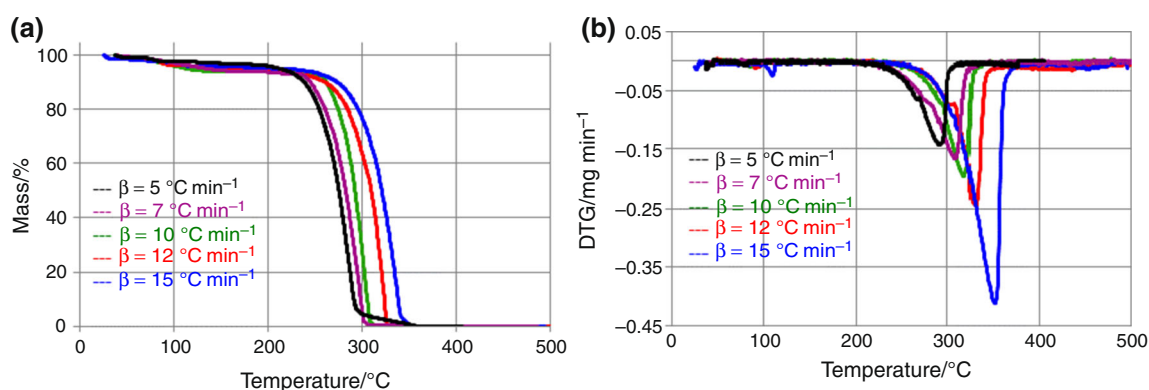 (a)
100
80
60
40
20
0
Mass/%
--- β = 5 °C min⁻¹
--- β = 7 °C min⁻¹
--- β = 10 °C min⁻¹
--- β = 12 °C min⁻¹
--- β = 15 °C min⁻¹
0 100 200 300 400 500
Temperature/°C
(b)
0.05
−0.05
−0.15
−0.25
−0.35
−0.45
DTG/mg min⁻¹
--- β = 5 °C min⁻¹
--- β = 7 °C min⁻¹
--- β = 10 °C min⁻¹
--- β = 12 °C min⁻¹
--- β = 15 °C min⁻¹
0 100 200 300 400 500
Temperature/°C